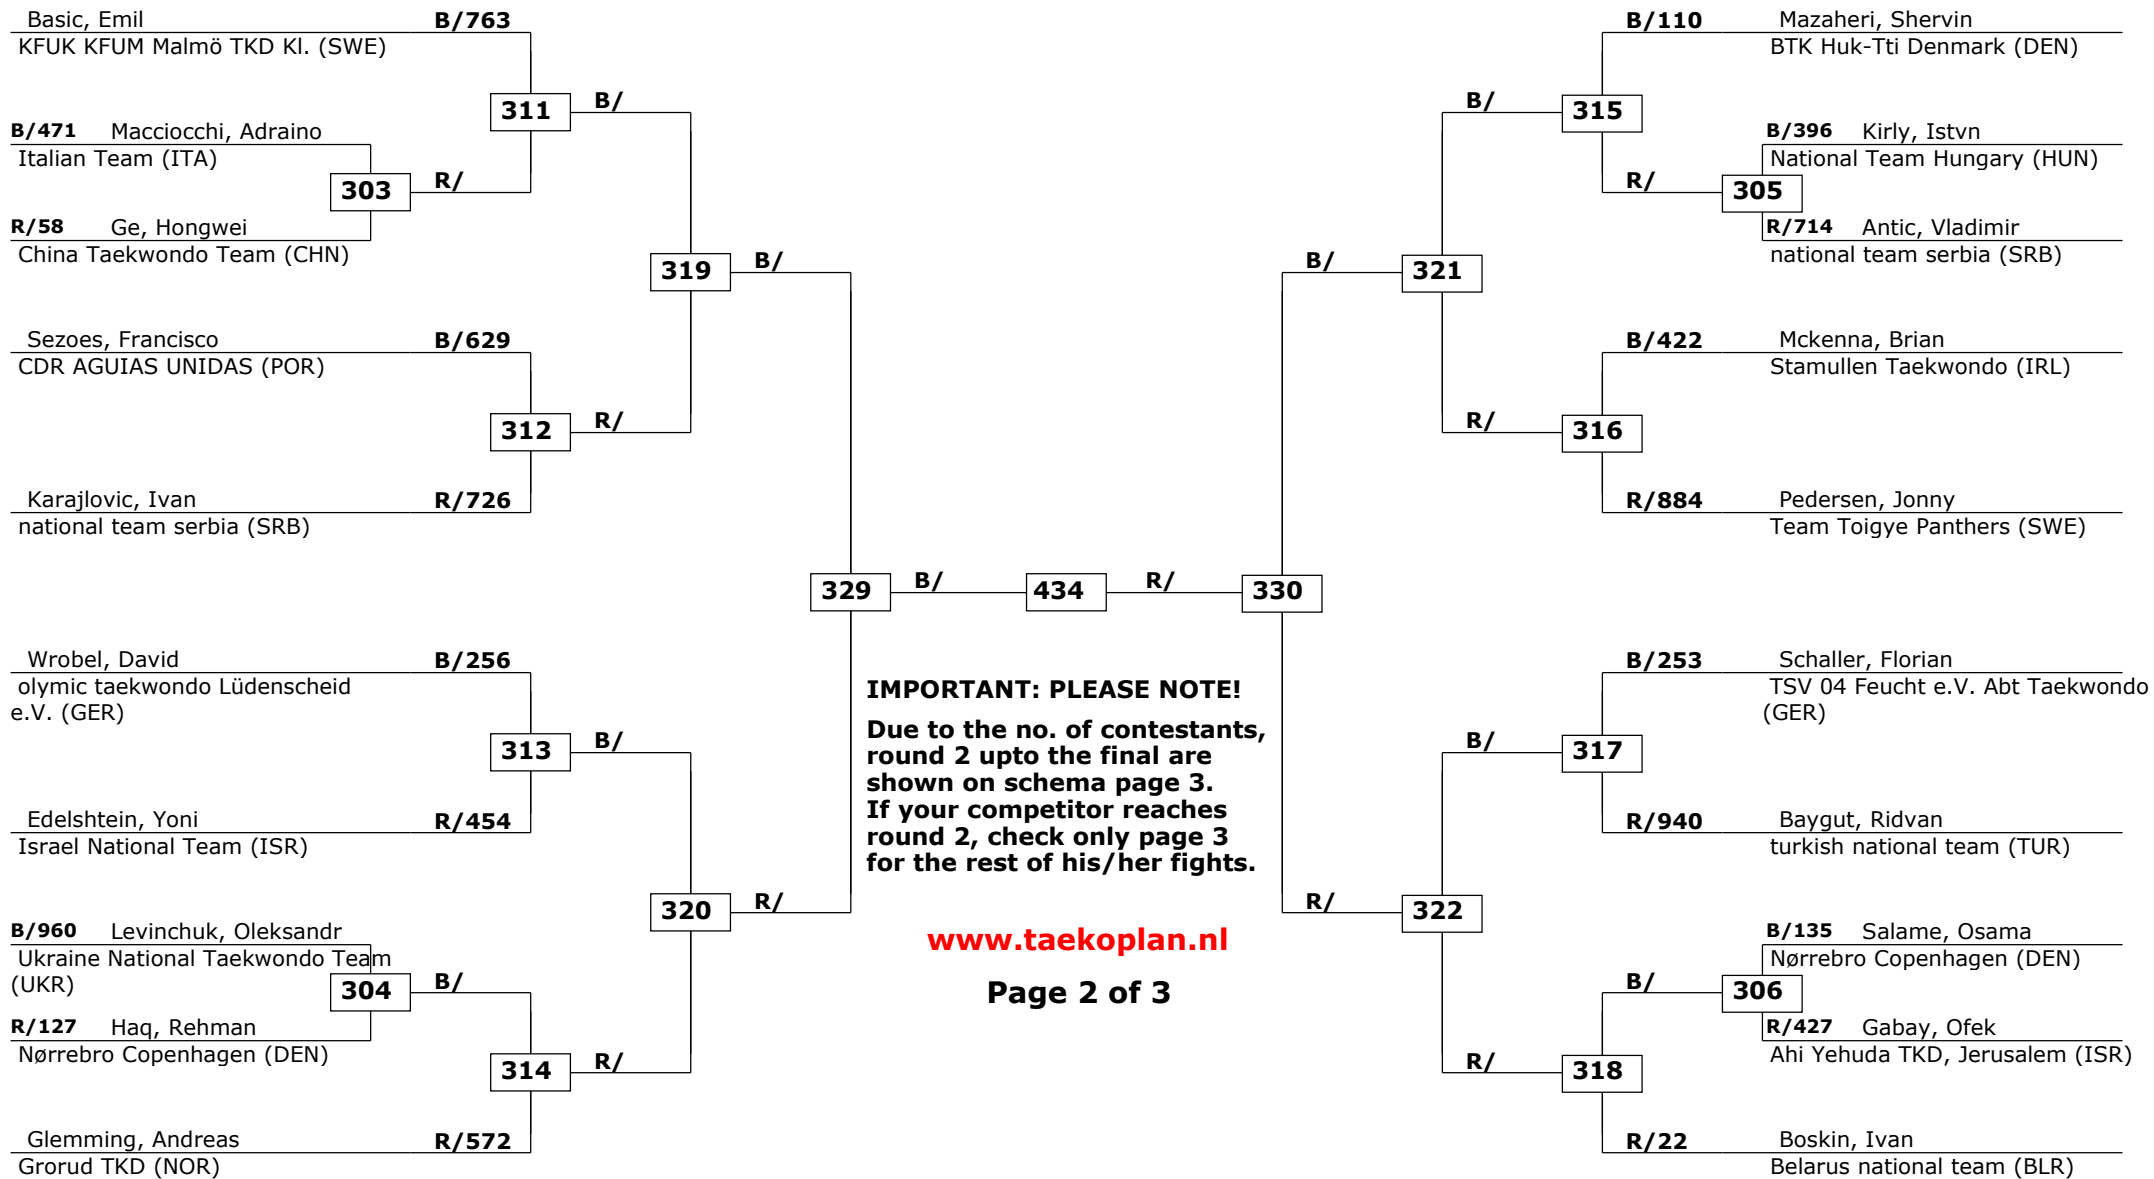 Basic, Emil B/763
KFUK KFUM Malmö TKD Kl. (SWE)
311
B/
B/471 Macciocchi, Adraino
Italian Team (ITA)
303
R/
R/58 Ge, Hongwei
China Taekwondo Team (CHN)
319
B/
Sezoes, Francisco B/629
CDR AGUIAS UNIDAS (POR)
312
R/
Karajlovic, Ivan R/726
national team serbia (SRB)
329
B/
434
R/
330
Wrobel, David B/256
olymic taekwondo Lüdenscheid
e.V. (GER)
313
B/
Edelshtein, Yoni R/454
Israel National Team (ISR)
320
R/
B/960 Levinchuk, Oleksandr
Ukraine National Taekwondo Team
(UKR)
304
B/
R/127 Haq, Rehman
Nørrebro Copenhagen (DEN)
314
R/
Glemming, Andreas R/572
Grorud TKD (NOR)
IMPORTANT: PLEASE NOTE!
Due to the no. of contestants,
round 2 upto the final are
shown on schema page 3.
If your competitor reaches
round 2, check only page 3
for the rest of his/her fights.
www.taekoplan.nl
Page 2 of 3
B/110 Mazaheri, Shervin
BTK Huk-Tti Denmark (DEN)
B/
315
B/396 Kirly, Istvn
National Team Hungary (HUN)
R/
305
R/714 Antic, Vladimir
national team serbia (SRB)
B/
321
B/422 Mckenna, Brian
Stamullen Taekwondo (IRL)
R/
316
R/884 Pedersen, Jonny
Team Toigye Panthers (SWE)
B/253 Schaller, Florian
TSV 04 Feucht e.V. Abt Taekwondo
(GER)
B/
317
R/940 Baygut, Ridvan
turkish national team (TUR)
R/
322
B/135 Salame, Osama
Nørrebro Copenhagen (DEN)
B/
306
R/427 Gabay, Ofek
Ahi Yehuda TKD, Jerusalem (ISR)
R/
318
R/22 Boskin, Ivan
Belarus national team (BLR)